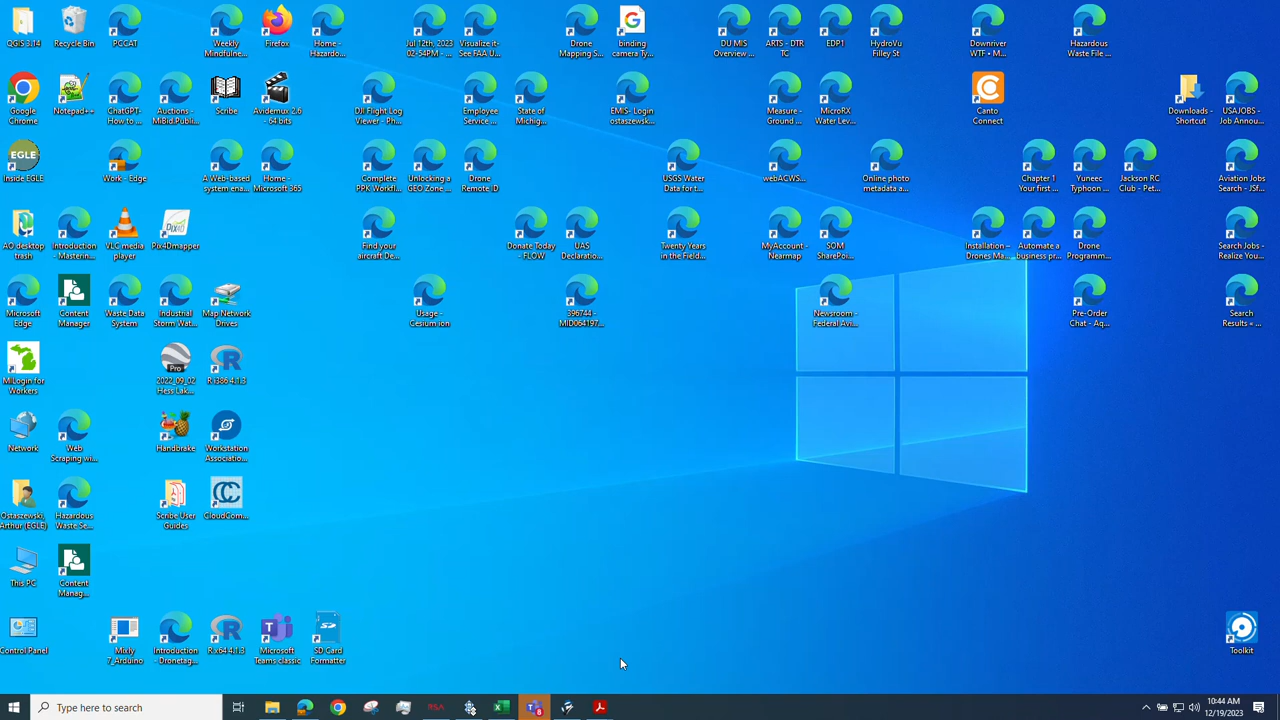 QGIS 3.14
Recycle Bin
PCCAT
Weekly
Mindfulne...
Firefox
Home -
Hazardo...
Jul 12th, 2023
02-54PM - ...
Visualize it-
See FAA U...
Drone
Mapping S...
G
binding
camera Ty...
DU MIS
Overview ...
ARTS - DTR
TC
EDP1
HydroVu
Filley St
Downriver
WTF • M...
Hazardous
Waste File ...
Google
Chrome
Notepad++
ChatGPT-
How to ...
Auctions -
MiBid.Publi...
Scribe
Avidemux 2.6
- 64 bits
DJI Flight Log
Viewer - Ph...
Employee
Service ...
State of
Michig...
EMIS- Login
ostaszewsk...
Measure -
Ground ...
MicroRX
Water Lev...
Canto
Connect
Downloads -
Shortcut
USAJOBS -
Job Annou...
EGLE
Inside EGLE
Work - Edge
A Web-based
system ena...
Home -
Microsoft 365
Complete
PPK Workfl...
Unlocking a
GEO Zone ...
Drone
Remote ID
USGS Water
Data for t...
webACWS...
Online photo
metadata a...
Chapter 1
Your first ...
Yuneec
Typhoon ...
Jackson RC
Club - Pet...
Aviation Jobs
Search - JSf...
AO desktop
trash
Introduction
- Masterin...
VLC media
player
Pix4Dmapper
Find your
aircraft De...
Donate Today
- FLOW
UAS
Declaratio...
Twenty Years
in the Field...
MyAccount -
Nearmap
SOM
SharePoi...
Installation –
Drones Ma...
Automate a
business pr...
Drone
Programm...
Search Jobs -
Realize You...
Microsoft
Edge
Content
Manager
Waste Data
System
Industrial
Storm Wat...
Map Network
Drives
Usage -
Cesium ion
396744 -
MID064197...
Newsroom –
Federal Avi...
Pre-Order
Chat - Ag...
Search
Results « ...
MiLogin for
Workers
Pro
2022_09_02
Hess Lak...
R i386 4.1.3
Network
Web
Scraping wi...
Handbrake
Workstation
Associatio...
Ostaszewski,
Arthur (EGLE)
Hazardous
Waste Se...
Scribe User
Guides
CloudCom...
This PC
Content
Manag...
Control Panel
Mixly
7_Arduino
Introduction
- Dronetag...
R x64 4.1.3
Microsoft
Teams classic
SD
SD Card
Formatter
Toolkit
Type here to search
RSA
8
10:44 AM
12/19/2023